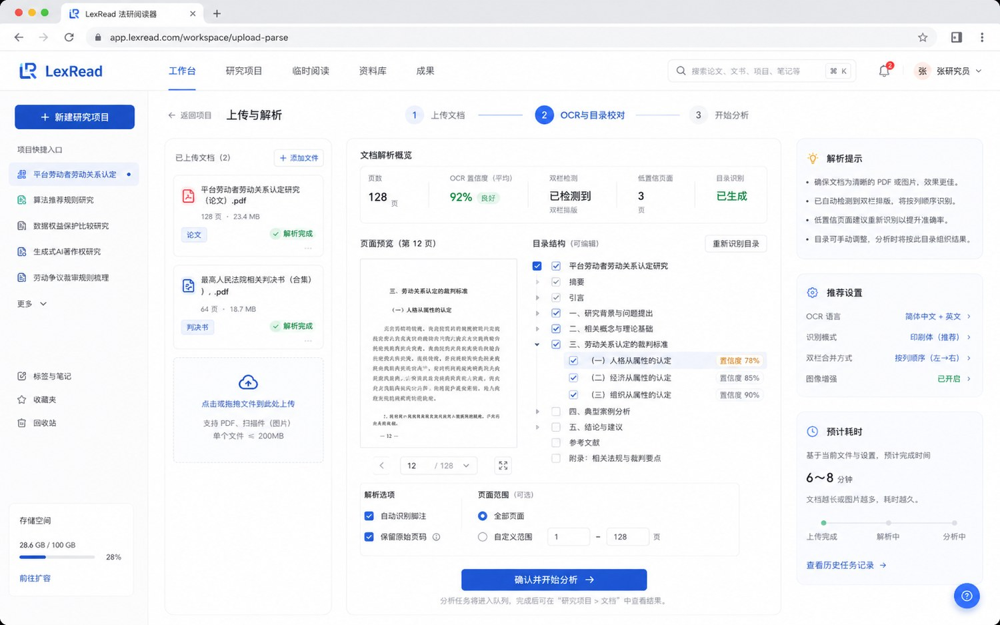 LexRead 法研阅读器
app.lexread.com/workspace/upload-parse
LexRead
工作台
研究项目
临时阅读
资料库
成果
搜索论文、文书、项目、笔记等
⌘ K
2
张
张研究员
+ 新建研究项目
项目快捷入口
平台劳动者劳动关系认定
算法推荐规则研究
数据权益保护比较研究
生成式AI著作权研究
劳动争议裁审规则梳理
更多
标签与笔记
收藏夹
回收站
存储空间
28.6 GB / 100 GB
28%
前往扩容
← 返回项目
上传与解析
1 上传文档
2 OCR与目录校对
3 开始分析
已上传文档（2）
+ 添加文件
平台劳动者劳动关系认定研究
（论文）.pdf
128 页 · 23.4 MB
论文
解析完成
...
最高人民法院相关判决书（合集）
）, .pdf
64 页 · 18.7 MB
判决书
解析完成
...
点击或拖拖文件到此处上传
支持 PDF、扫描件（图片）
单个文件 ≤ 200MB
文档解析概览
页数
128 页
OCR 置信度（平均）
92% 良好
双栏检测
已检测到
双栏排版
低置信页面
3
页
目录识别
已生成
页面预览（第 12 页）
三、劳动关系认定的裁判标准
（一）人格从属性的认定
— 12 —
12 / 128
目录结构（可编辑）
重新识别目录
平台劳动者劳动关系认定研究
摘要
引言
一、研究背景与问题提出
二、相关概念与理论基础
三、劳动关系认定的裁判标准
（一）人格从属性的认定
置信度 78%
（二）经济从属性的认定
置信度 85%
（三）组织从属性的认定
置信度 90%
四、典型案例分析
五、结论与建议
参考文献
附录：相关法规与裁判要点
解析选项
自动识别脚注
保留原始页码
页面范围（可选）
全部页面
自定义范围
1 – 128 页
确认并开始分析 →
分析任务将进入队列，完成后可在“研究项目 > 文档”中查看结果。
解析提示
• 确保文档为清晰的 PDF 或图片，效果更佳。
• 已自动检测到双栏排版，将按列顺序识别。
• 低置信页面建议重新识别以提升准确率。
• 目录可手动调整，分析时将按此目录组织结果。
推荐设置
OCR 语言
简体中文 + 英文
识别模式
印刷体（推荐）
双栏合并方式
按列顺序（左→右）
图像增强
已开启
预计耗时
基于当前文件与设置，预计完成时间
6～8 分钟
文档越长或图片越多，耗时越久。
上传完成
解析中
分析中
查看历史任务记录 →